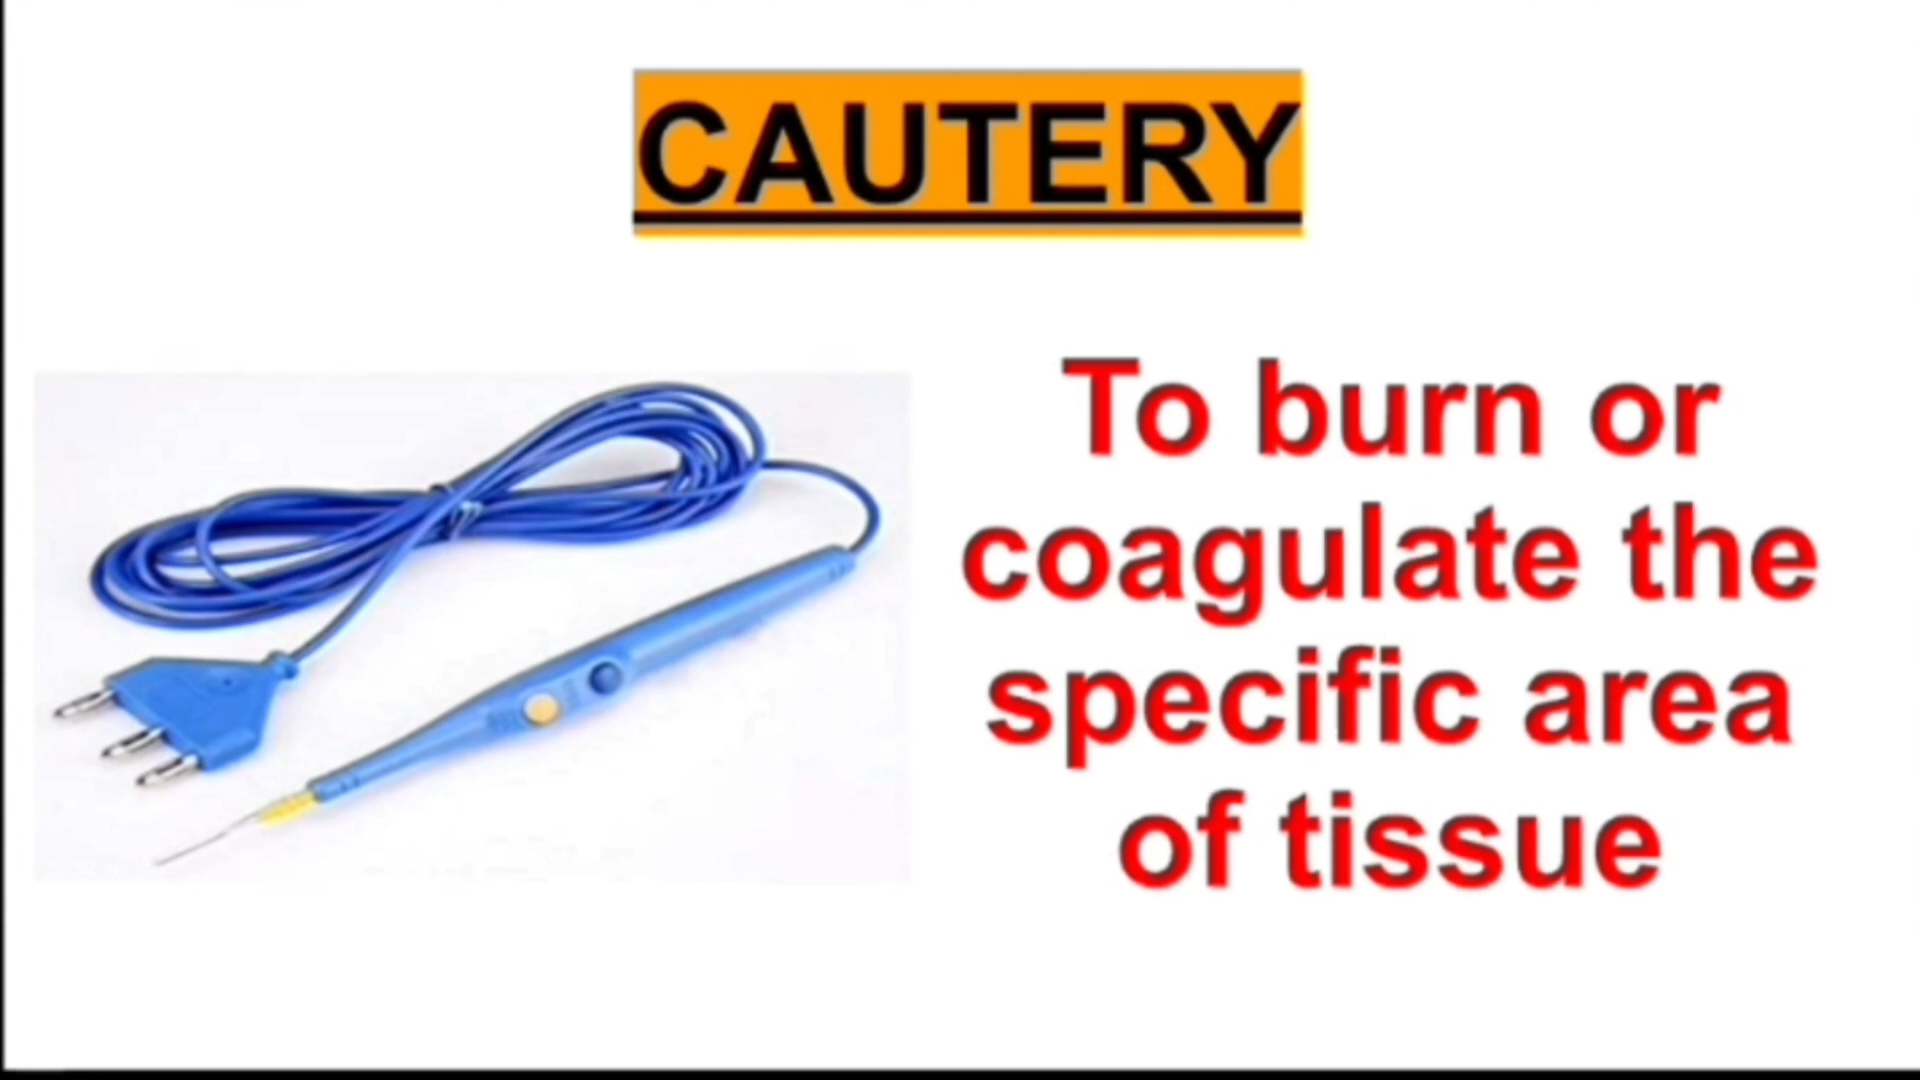 CAUTERY
To burn or
coagulate the
specific area
of tissue